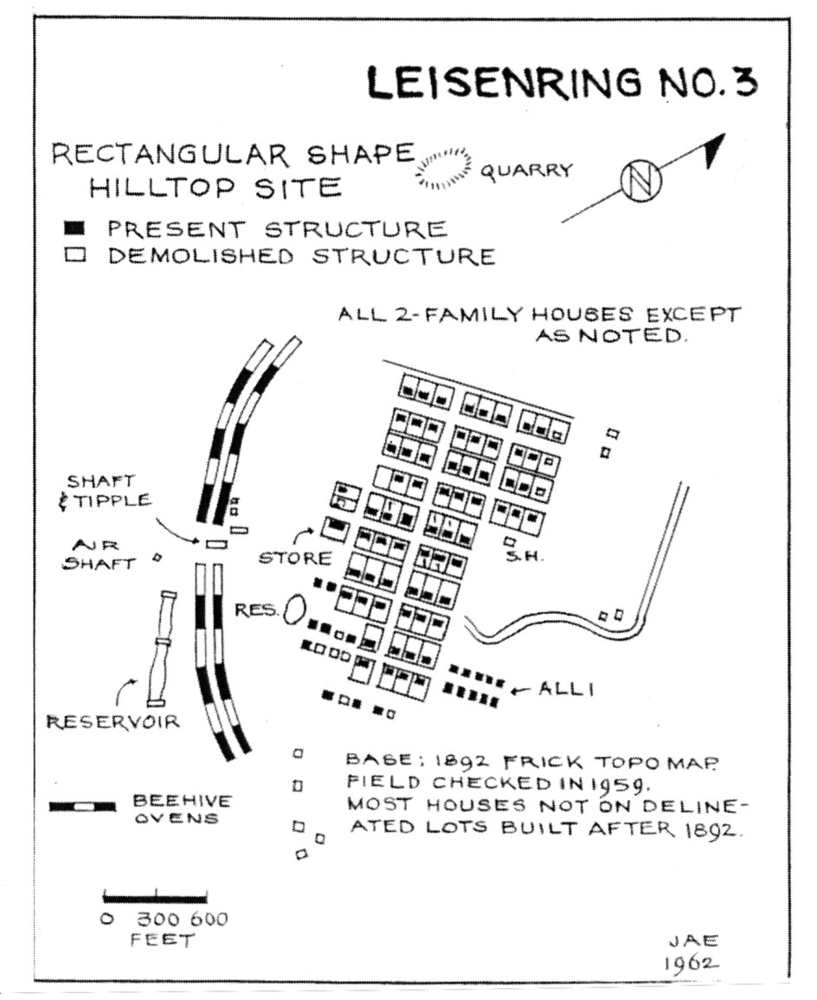 LEISENRING NO. 3
RECTANGULAR SHAPE
HILLTOP SITE
QUARRY
N
PRESENT STRUCTURE
DEMOLISHED STRUCTURE
ALL 2-FAMILY HOUSES EXCEPT
AS NOTED.
SHAFT
& TIPPLE
AIR
SHAFT
STORE
S.H.
RES.
ALL 1
RESERVOIR
BASE: 1892 FRICK TOPO MAP.
FIELD CHECKED IN 1959.
MOST HOUSES NOT ON DELINE-
ATED LOTS BUILT AFTER 1892.
BEEHIVE
OVENS
0 300 600
FEET
JAE
1962